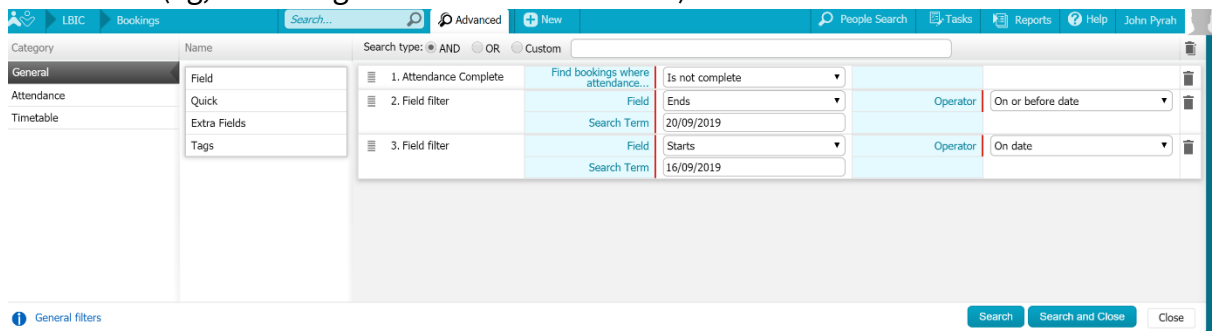 LBIC Bookings Search... Advanced New People Search Tasks Reports Help John Pyrah
Category Name Search type: AND OR Custom
General Field 1. Attendance Complete Find bookings where attendance... Is not complete
Attendance Quick 2. Field filter Field Ends Operator On or before date
Timetable Extra Fields Search Term 20/09/2019
Tags 3. Field filter Field Starts Operator On date
Search Term 16/09/2019
General filters Search Search and Close Close